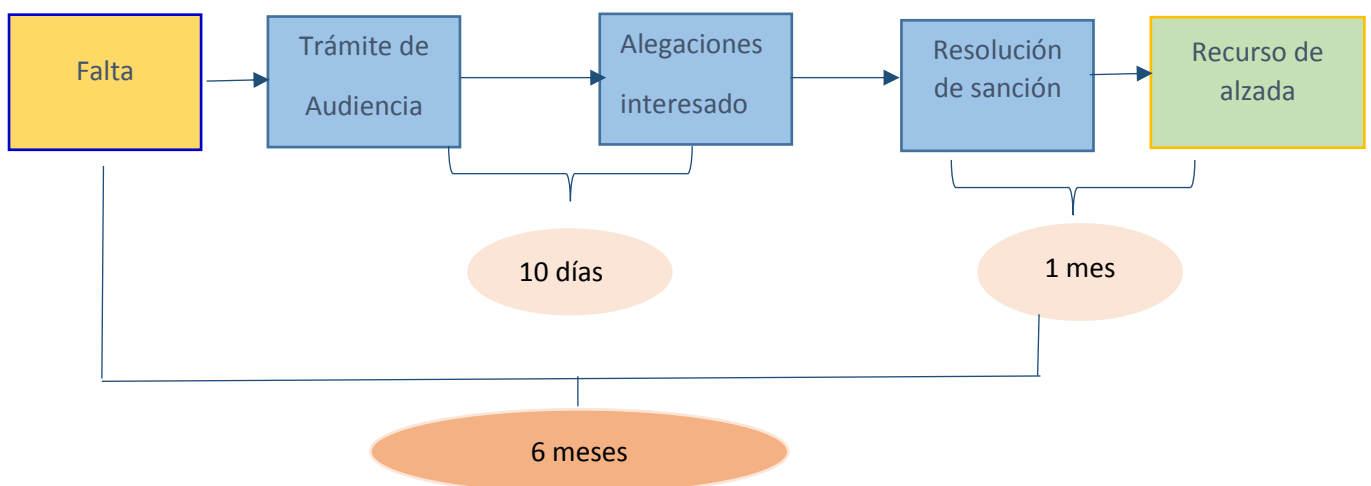 Falta
Trámite de
Audiencia
Alegaciones
interesado
Resolución
de sanción
Recurso de
alzada
10 días
1 mes
6 meses